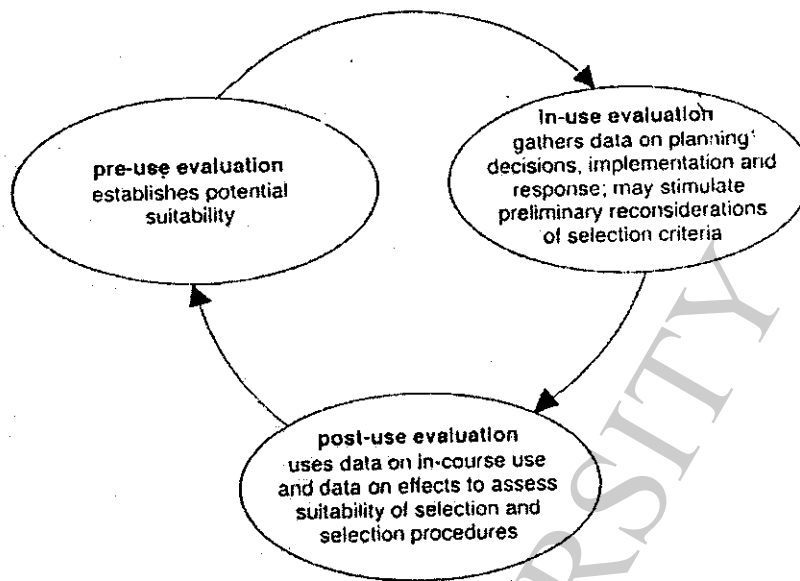 pre-use evaluation
establishes potential
suitability
in-use evaluation
gathers data on planning
decisions, implementation and
response; may stimulate
preliminary reconsiderations
of selection criteria
post-use evaluation
uses data on in-course use
and data on effects to assess
suitability of selection and
selection procedures